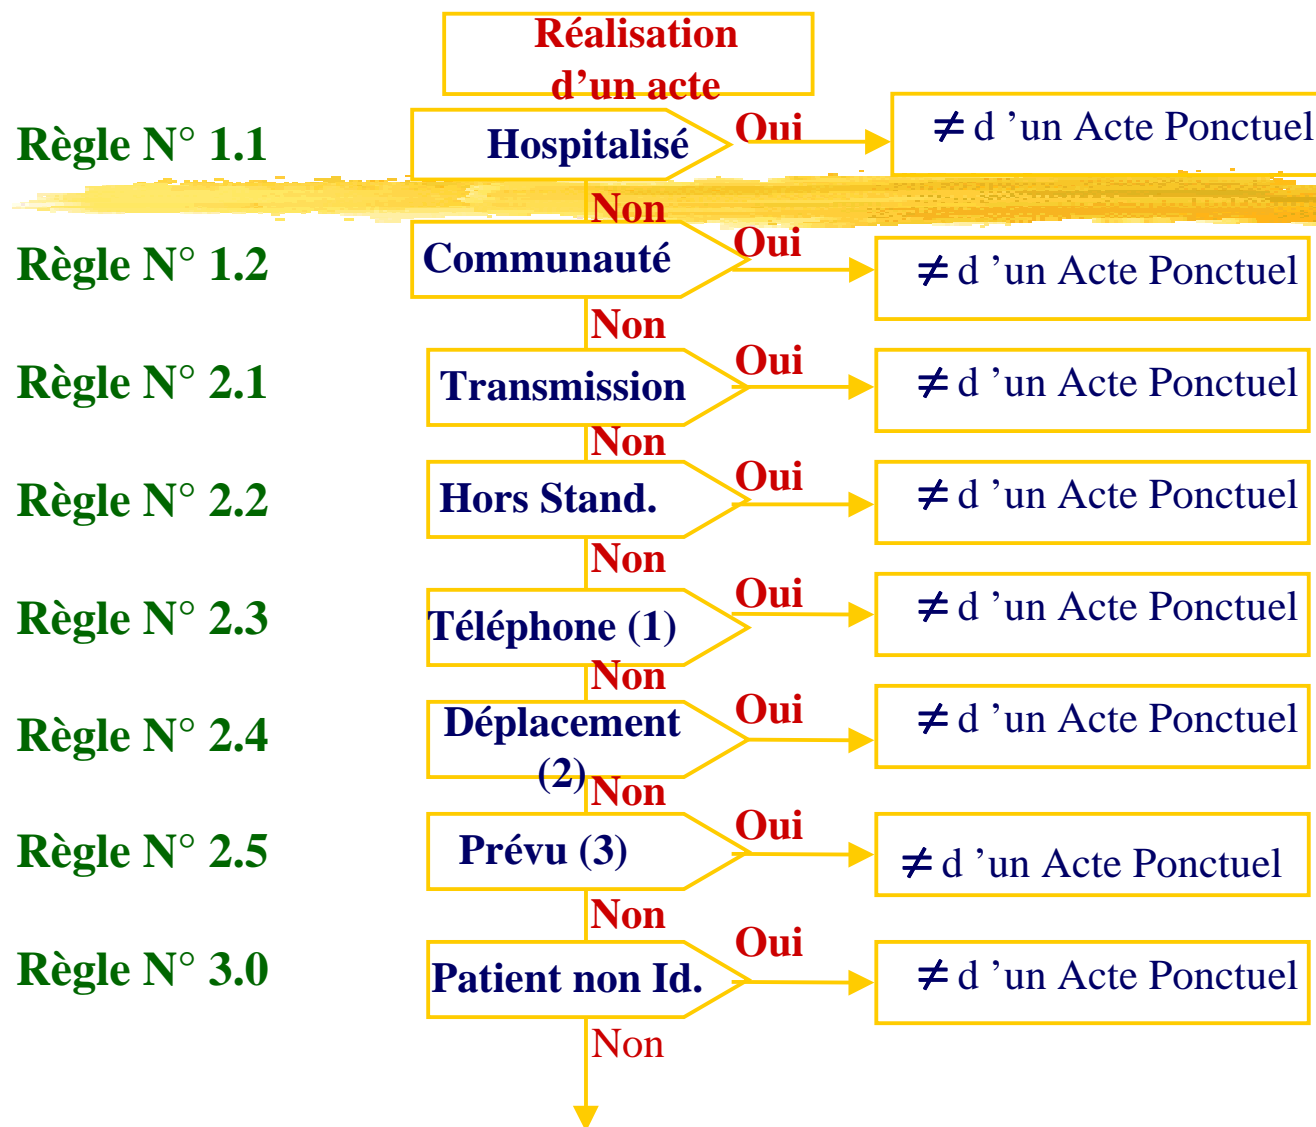 Réalisation
d’un acte
Règle N° 1.1
Hospitalisé
Oui
≠ d ’un Acte Ponctuel
Non
Règle N° 1.2
Communauté
Oui
≠ d ’un Acte Ponctuel
Non
Règle N° 2.1
Transmission
Oui
≠ d ’un Acte Ponctuel
Non
Règle N° 2.2
Hors Stand.
Oui
≠ d ’un Acte Ponctuel
Non
Règle N° 2.3
Téléphone (1)
Oui
≠ d ’un Acte Ponctuel
Non
Règle N° 2.4
Déplacement
(2)
Oui
≠ d ’un Acte Ponctuel
Non
Règle N° 2.5
Prévu (3)
Oui
≠ d ’un Acte Ponctuel
Non
Règle N° 3.0
Patient non Id.
Oui
≠ d ’un Acte Ponctuel
Non